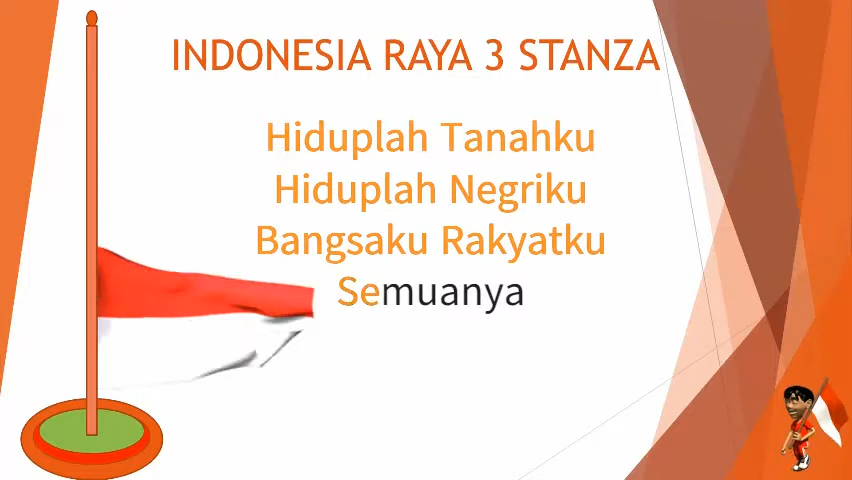 INDONESIA RAYA 3 STANZA
Hiduplah Tanahku
Hiduplah Negriku
Bangsaku Rakyatku
Semuanya